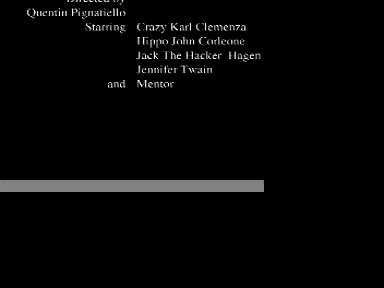 Directed by
Quentin Pignatiello
Starring Crazy Karl Clemenza
Hippo John Corleone
Jack The Hacker Hagen
Jennifer Twain
and Mentor